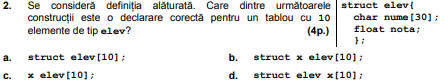 2. Se consideră definiţia alăturată. Care dintre următoarele
construcţii este o declarare corectă pentru un tablou cu 10
elemente de tip elev? (4p.)
struct elev{
char nume[30];
float nota;
};
a. struct elev[10]; b. struct x elev[10];
c. x elev[10]; d. struct elev x[10];